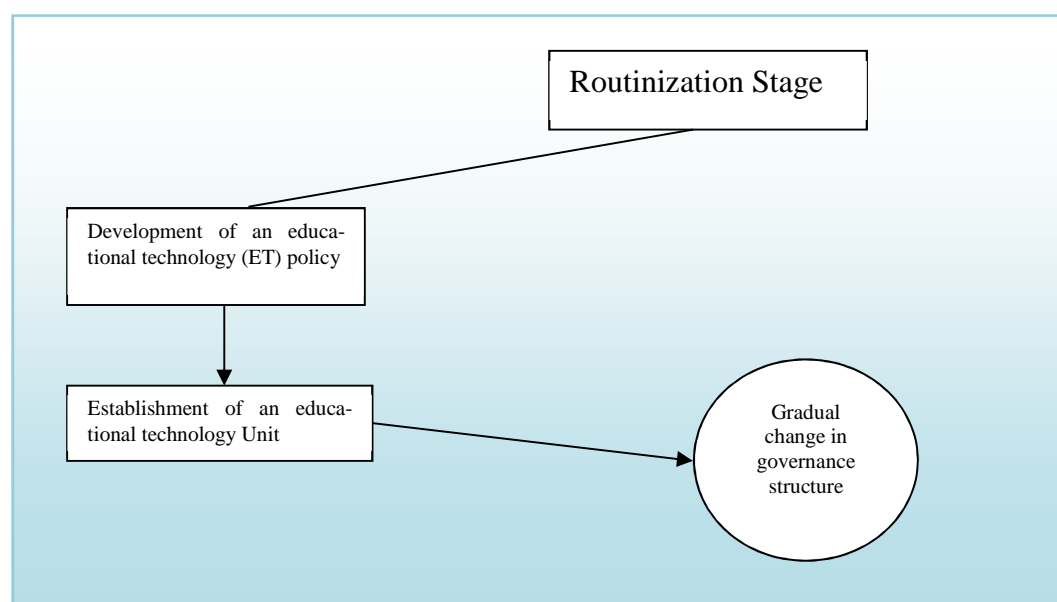 Routinization Stage
Development of an educa-
tional technology (ET) policy
Establishment of an educa-
tional technology Unit
Gradual
change in
governance
structure